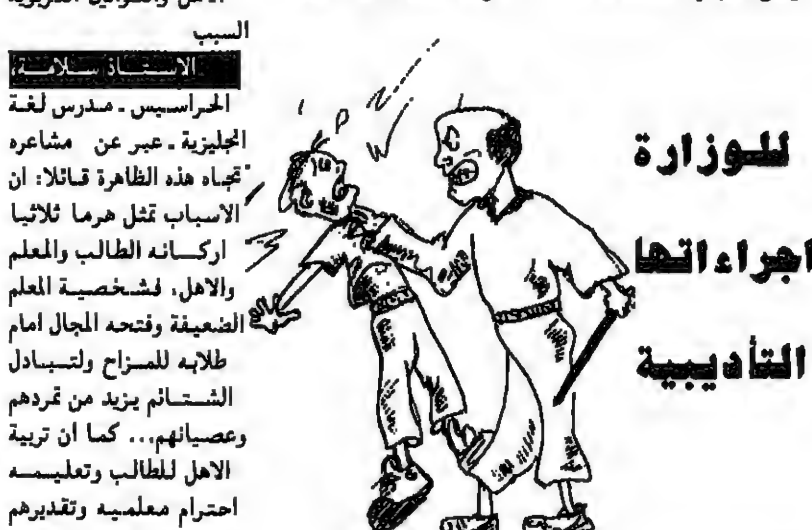 السبب
الاستاذ سلامة،
الحراسيس ـ مدرس لغة
انجليزية ـ عبر عن مشاعره
تجاه هذه الظاهرة قائلا: ان
الاسباب تمثل هرما ثلاثيا
اركانه الطالب والمعلم
والاهل، فشخصية المعلم
الضعيفة وفتحه المجال امام
طلابه للمزاح ولتبادل
الشتائم يزيد من تمردهم
وعصيانهم... كما ان تربية
الاهل للطالب وتعليمه
احترام معلميه وتقديرهم
للوزارة
اجراءاتها
التأديبية